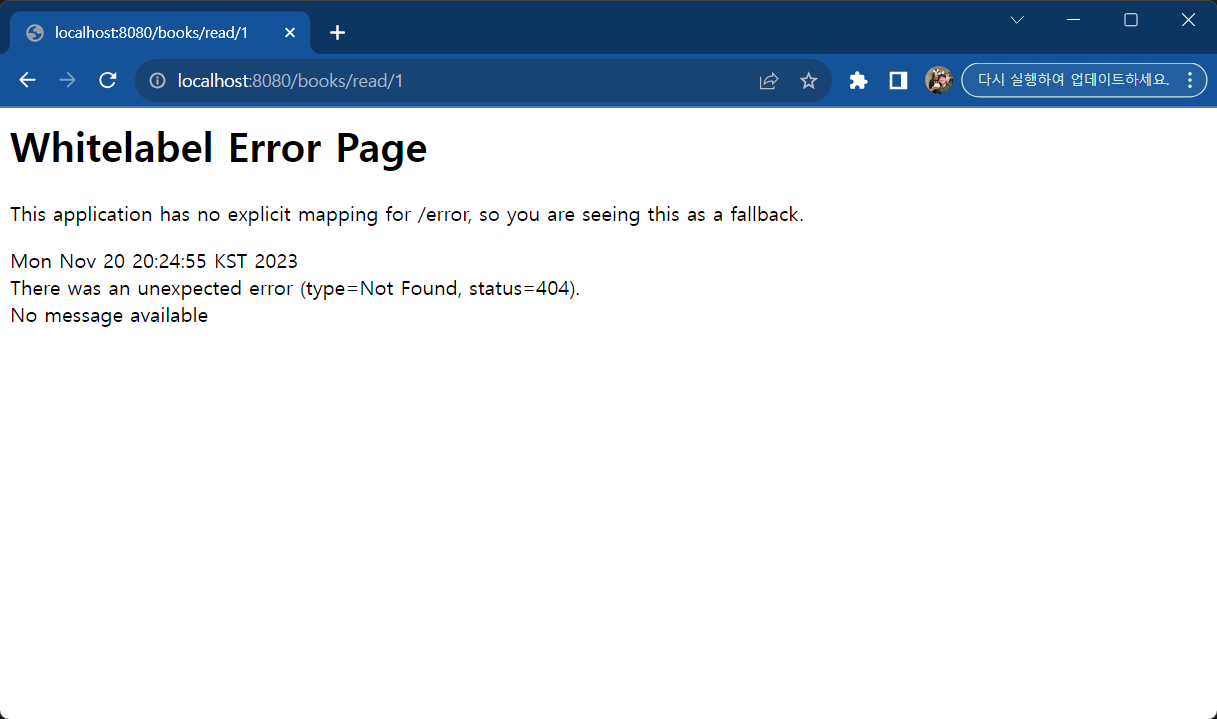 localhost:8080/books/read/1
localhost:8080/books/read/1
다시 실행하여 업데이트하세요.
Whitelabel Error Page
This application has no explicit mapping for /error, so you are seeing this as a fallback.
Mon Nov 20 20:24:55 KST 2023
There was an unexpected error (type=Not Found, status=404).
No message available